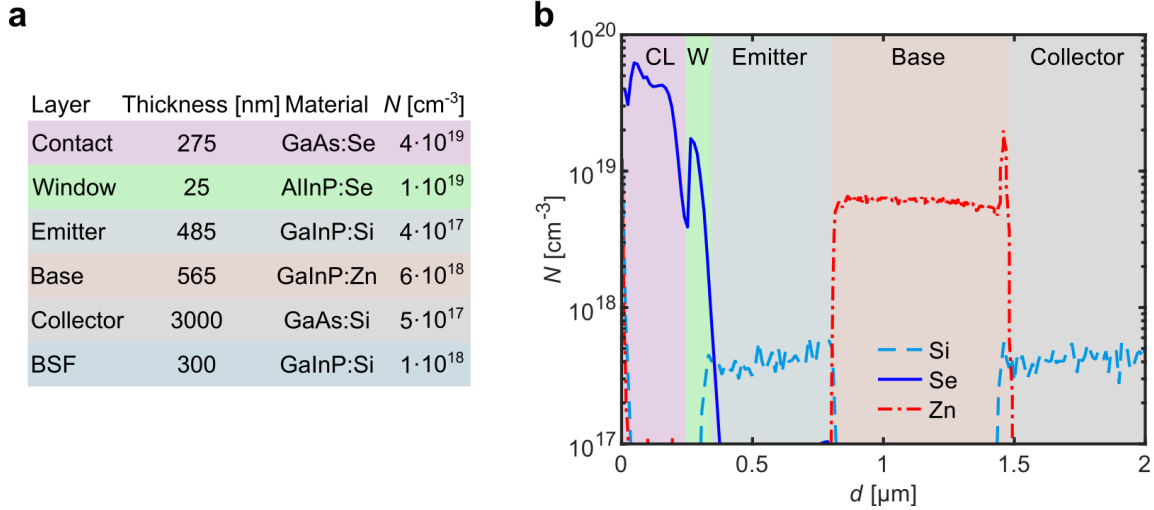 a
Layer Thickness [nm] Material N [cm⁻³]
Contact 275 GaAs:Se 4·10¹⁹
Window 25 AlInP:Se 1·10¹⁹
Emitter 485 GaInP:Si 4·10¹⁷
Base 565 GaInP:Zn 6·10¹⁸
Collector 3000 GaAs:Si 5·10¹⁷
BSF 300 GaInP:Si 1·10¹⁸
b
CL W Emitter Base Collector
10²⁰
10¹⁹
10¹⁸
10¹⁷
N [cm⁻³]
Si
Se
Zn
0 0.5 1 1.5 2
d [µm]